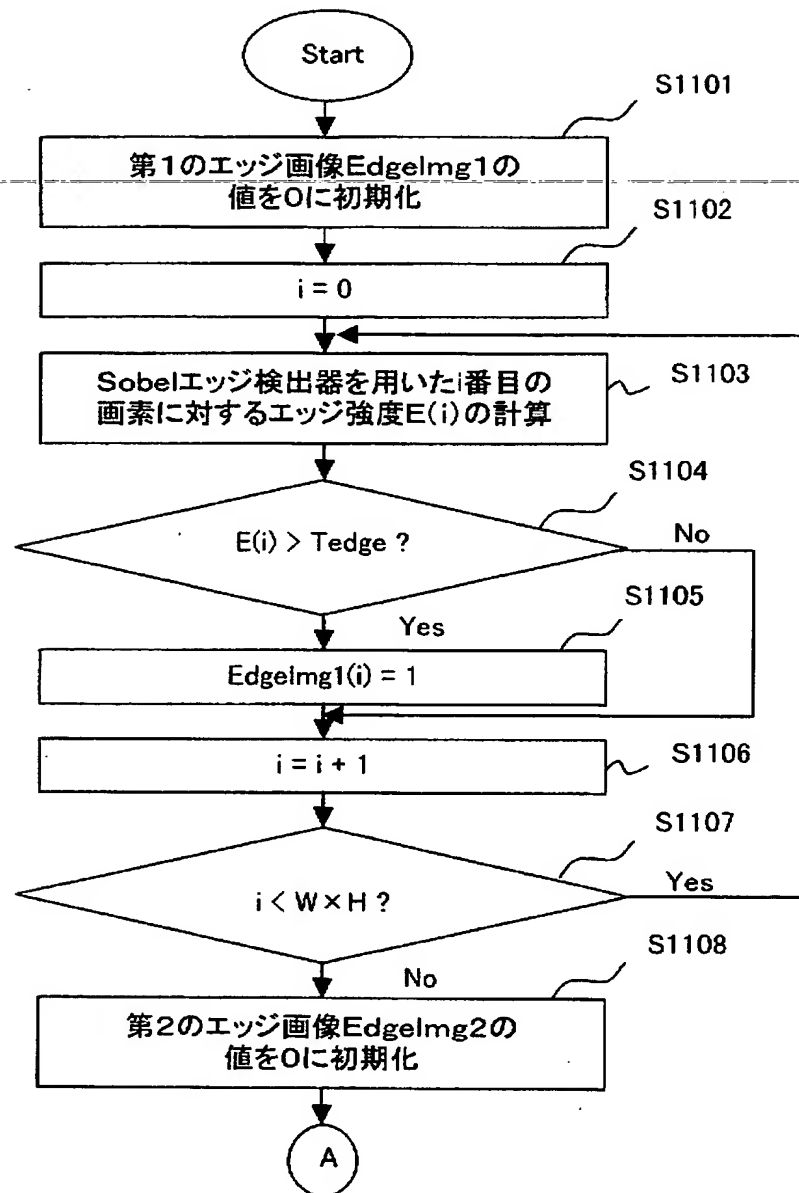 Start
S1101
第1のエッジ画像EdgeImg1の
値を0に初期化
S1102
i = 0
Sobelエッジ検出器を用いたi番目の
画素に対するエッジ強度E(i)の計算
S1103
S1104
E(i) > Tedge ?
No
Yes
S1105
EdgeImg1(i) = 1
i = i + 1
S1106
S1107
i < W × H ?
Yes
No
S1108
第2のエッジ画像EdgeImg2の
値を0に初期化
A